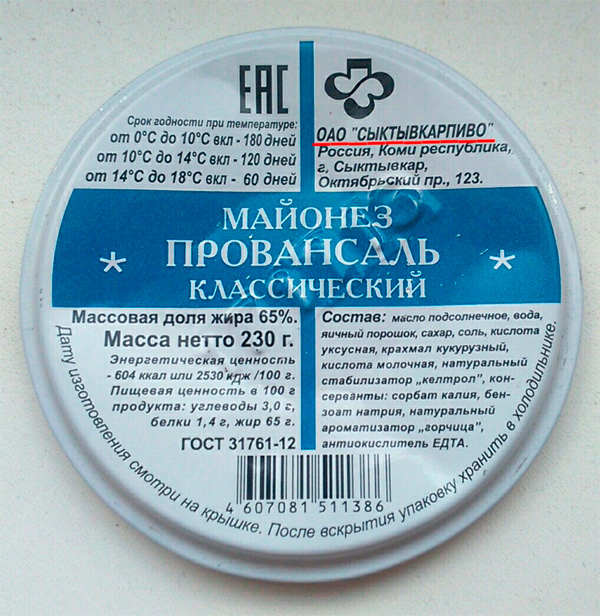 ЕАС
Срок годности при температуре:
от 0°С до 10°С вкл - 180 дней
от 10°С до 14°С вкл - 120 дней
от 14°С до 18°С вкл - 60 дней
ОАО "СЫКТЫВКАРПИВО"
Россия, Коми республика,
г. Сыктывкар,
Октябрьский пр., 123.
МАЙОНЕЗ
* ПРОВАНСАЛЬ *
КЛАССИЧЕСКИЙ
Массовая доля жира 65%.
Масса нетто 230 г.
Энергетическая ценность
- 604 ккал или 2530 кдж /100 г.
Пищевая ценность в 100 г
продукта: углеводы 3,0 г,
белки 1,4 г, жир 65 г.
ГОСТ 31761-12
Состав: масло подсолнечное, вода,
яичный порошок, сахар, соль, кислота
уксусная, крахмал кукурузный,
кислота молочная, натуральный
стабилизатор „келтрол", кон-
серванты: сорбат калия, бен-
зоат натрия, натуральный
ароматизатор „горчица",
антиокислитель ЕДТА.
4 607081 511386
Дату изготовления смотри на крышке. После вскрытия упаковку хранить в холодильнике.